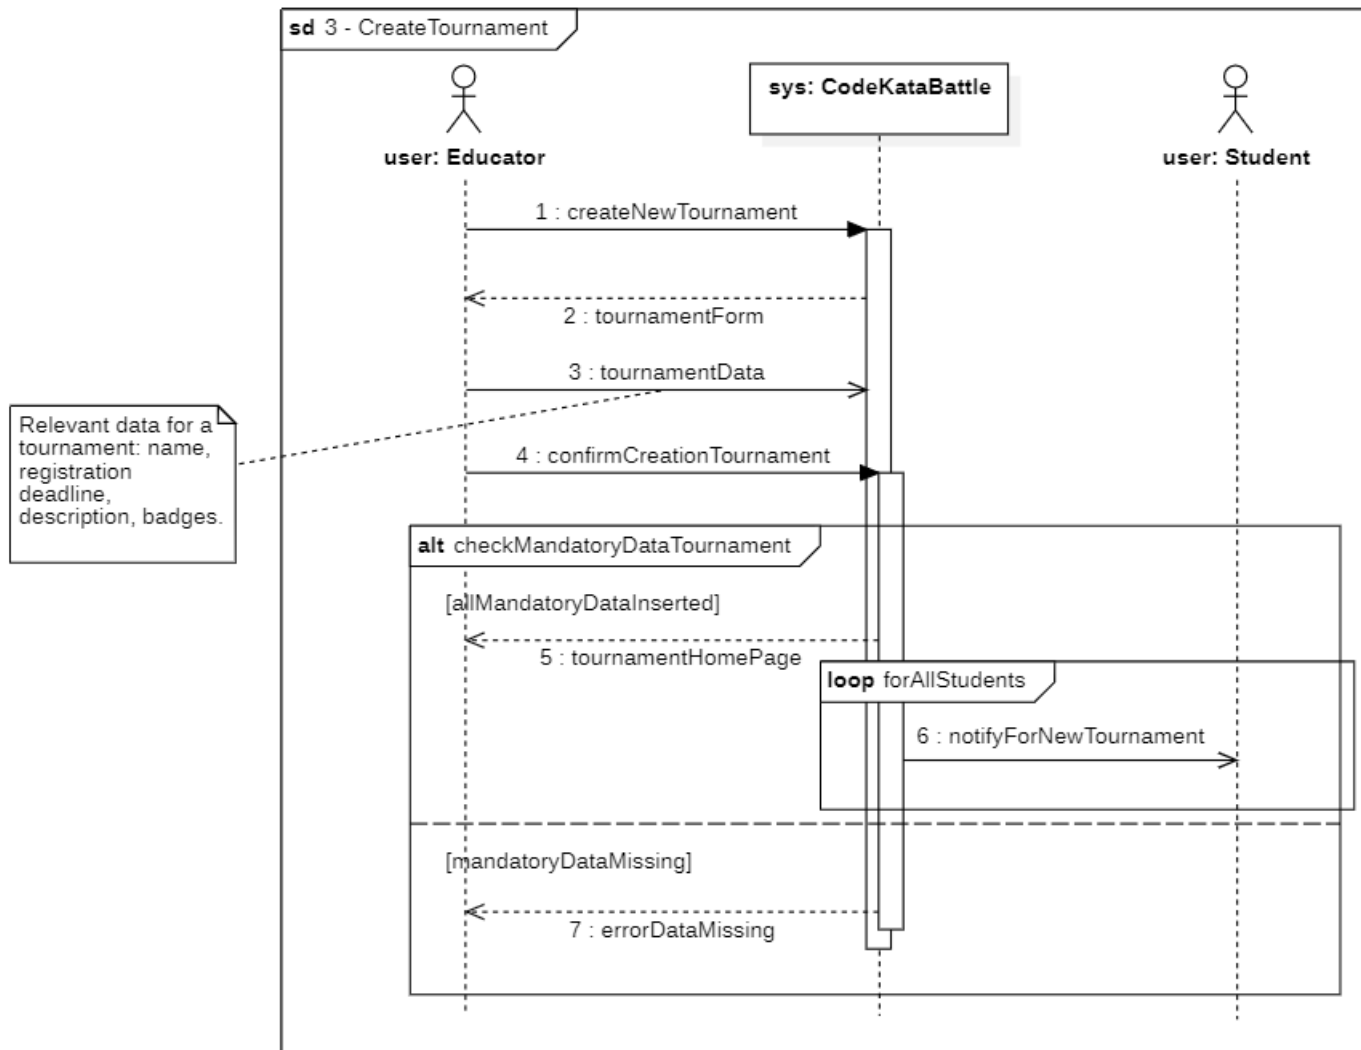 sd 3 - CreateTournament
user: Educator
sys: CodeKataBattle
user: Student
1 : createNewTournament
2 : tournamentForm
3 : tournamentData
Relevant data for a
tournament: name,
registration
deadline,
description, badges.
4 : confirmCreationTournament
alt checkMandatoryDataTournament
[allMandatoryDataInserted]
5 : tournamentHomePage
loop forAllStudents
6 : notifyForNewTournament
[mandatoryDataMissing]
7 : errorDataMissing